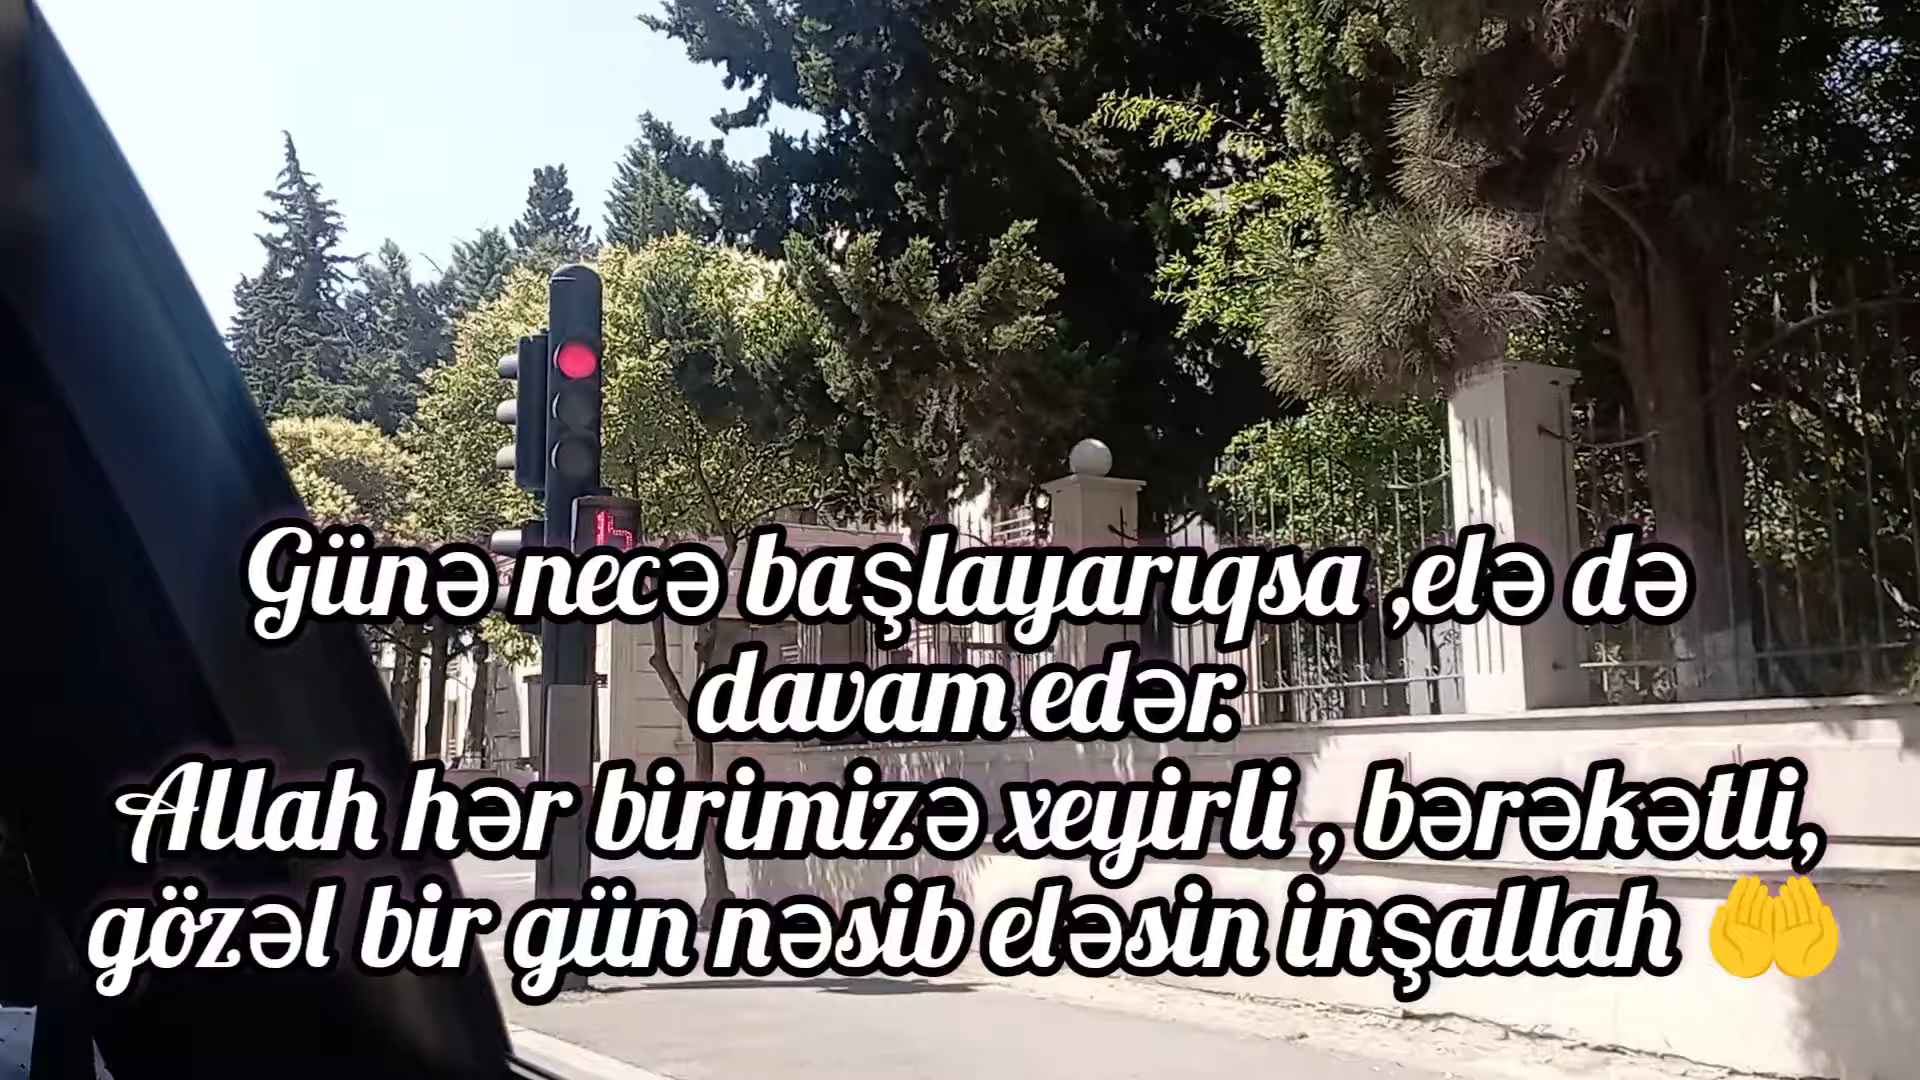 Günə necə başlayarıqsa ,elə də
davam edər.
Allah hər birimizə xeyirli , bərəkətli,
gözəl bir gün nəsib eləsin inşallah 🤲